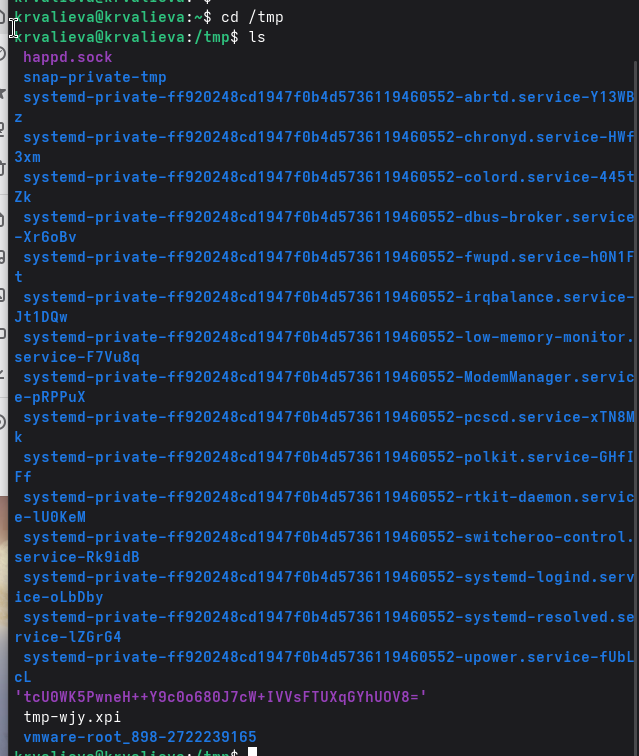 krvalieva@krvalieva:~$ cd /tmp
krvalieva@krvalieva:/tmp$ ls
happd.sock
snap-private-tmp
systemd-private-ff920248cd1947f0b4d5736119460552-abrtd.service-Y13WB
z
systemd-private-ff920248cd1947f0b4d5736119460552-chronyd.service-HWf
3xm
systemd-private-ff920248cd1947f0b4d5736119460552-colord.service-445t
Zk
systemd-private-ff920248cd1947f0b4d5736119460552-dbus-broker.service
-Xr6oBv
systemd-private-ff920248cd1947f0b4d5736119460552-fwupd.service-h0N1F
t
systemd-private-ff920248cd1947f0b4d5736119460552-irqbalance.service-
Jt1DQw
systemd-private-ff920248cd1947f0b4d5736119460552-low-memory-monitor.
service-F7Vu8q
systemd-private-ff920248cd1947f0b4d5736119460552-ModemManager.servic
e-pRPPuX
systemd-private-ff920248cd1947f0b4d5736119460552-pcscd.service-xTN8M
k
systemd-private-ff920248cd1947f0b4d5736119460552-polkit.service-GHfI
Ff
systemd-private-ff920248cd1947f0b4d5736119460552-rtkit-daemon.servic
e-lU0KeM
systemd-private-ff920248cd1947f0b4d5736119460552-switcheroo-control.
service-Rk9idB
systemd-private-ff920248cd1947f0b4d5736119460552-systemd-logind.serv
ice-oLbDby
systemd-private-ff920248cd1947f0b4d5736119460552-systemd-resolved.se
rvice-lZGrG4
systemd-private-ff920248cd1947f0b4d5736119460552-upower.service-fUbL
cL
'tcU0WK5PwneH++Y9c0o680J7cW+IVVsFTUXqGYhUOV8='
tmp-wjy.xpi
vmware-root_898-2722239165
krvalieva@krvalieva:/tmp$